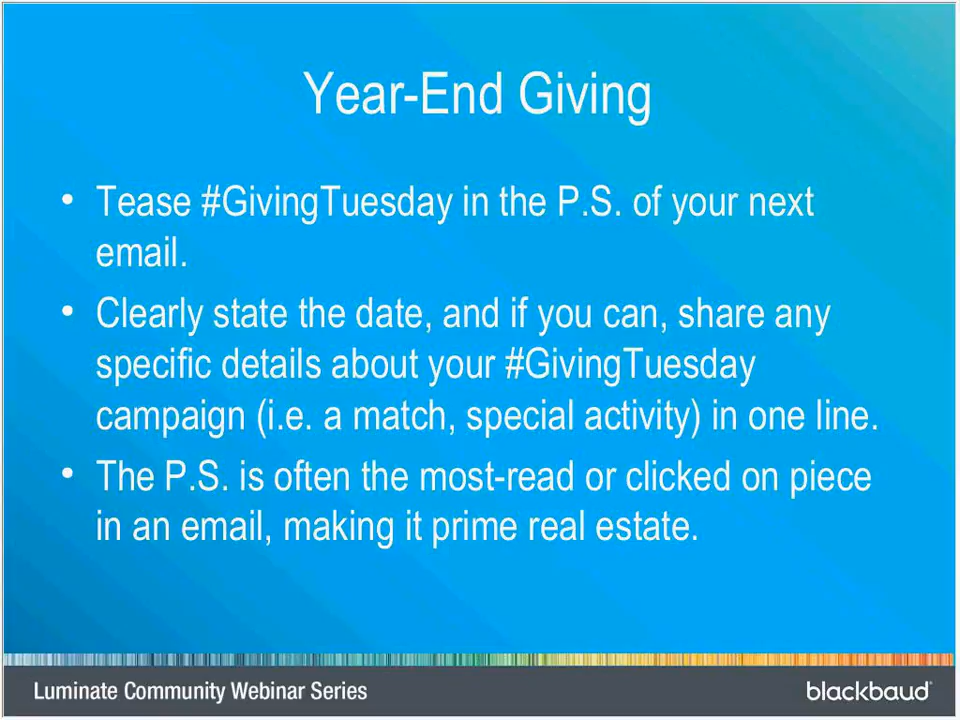 Year-End Giving
• Tease #GivingTuesday in the P.S. of your next
email.
• Clearly state the date, and if you can, share any
specific details about your #GivingTuesday
campaign (i.e. a match, special activity) in one line.
• The P.S. is often the most-read or clicked on piece
in an email, making it prime real estate.
Luminate Community Webinar Series
blackbaud®